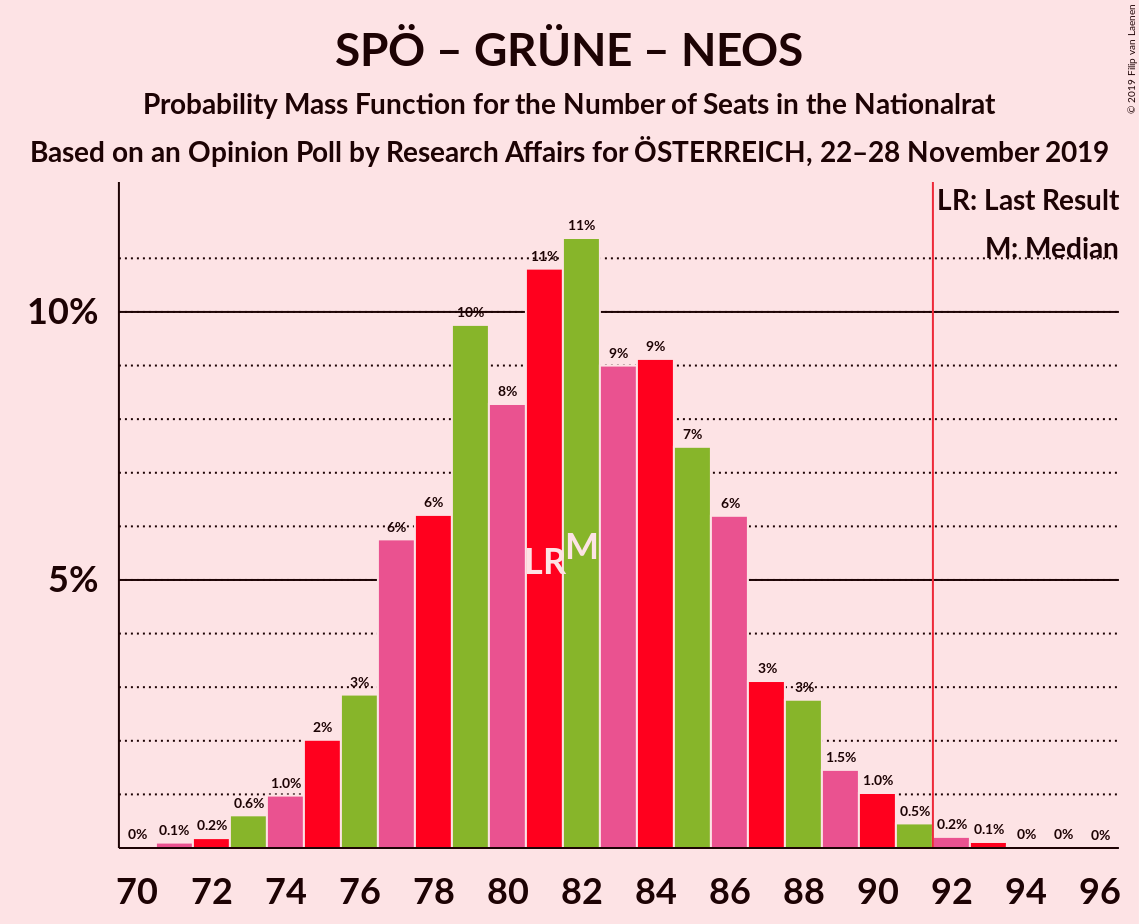 SPÖ – GRÜNE – NEOS
Probability Mass Function for the Number of Seats in the Nationalrat
Based on an Opinion Poll by Research Affairs for ÖSTERREICH, 22–28 November 2019
© 2019 Filip van Laenen
LR: Last Result
M: Median
10%
5%
0% 0.1% 0.2% 0.6% 1.0% 2% 3% 6% 6% 10% 8% 11% 11% 9% 9% 7% 6% 3% 3% 1.5% 1.0% 0.5% 0.2% 0.1% 0% 0% 0%
LR M
70 72 74 76 78 80 82 84 86 88 90 92 94 96